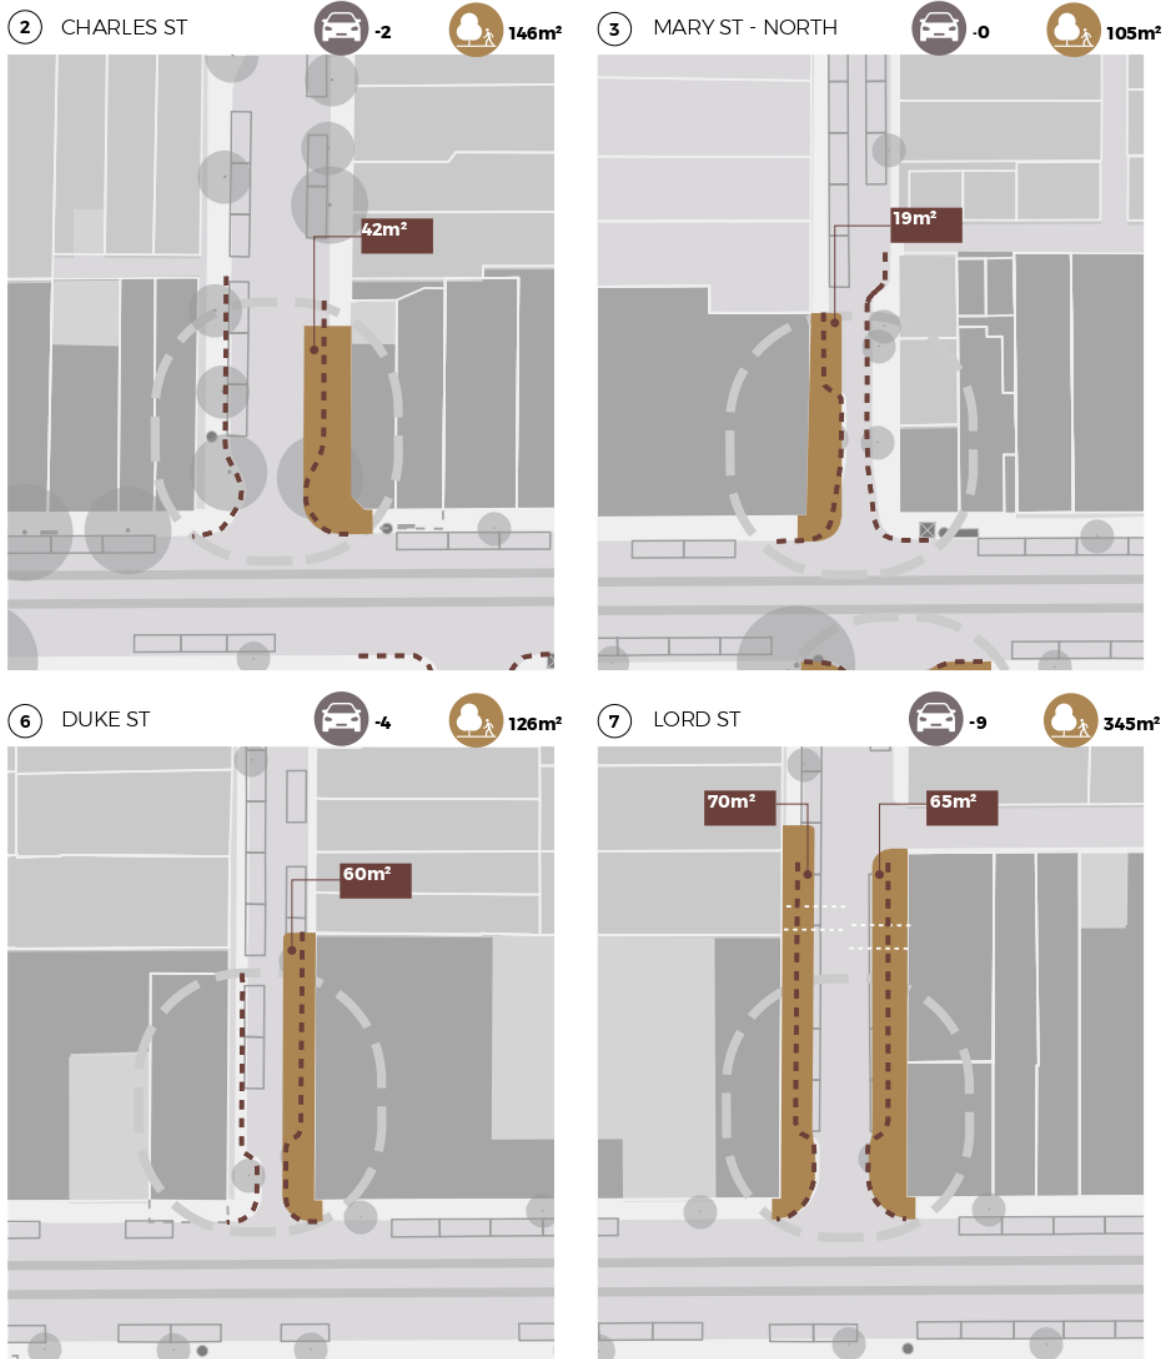 2 CHARLES ST -2 146m²
42m²
3 MARY ST - NORTH -0 105m²
19m²
6 DUKE ST -4 126m²
60m²
7 LORD ST -9 345m²
70m²
65m²